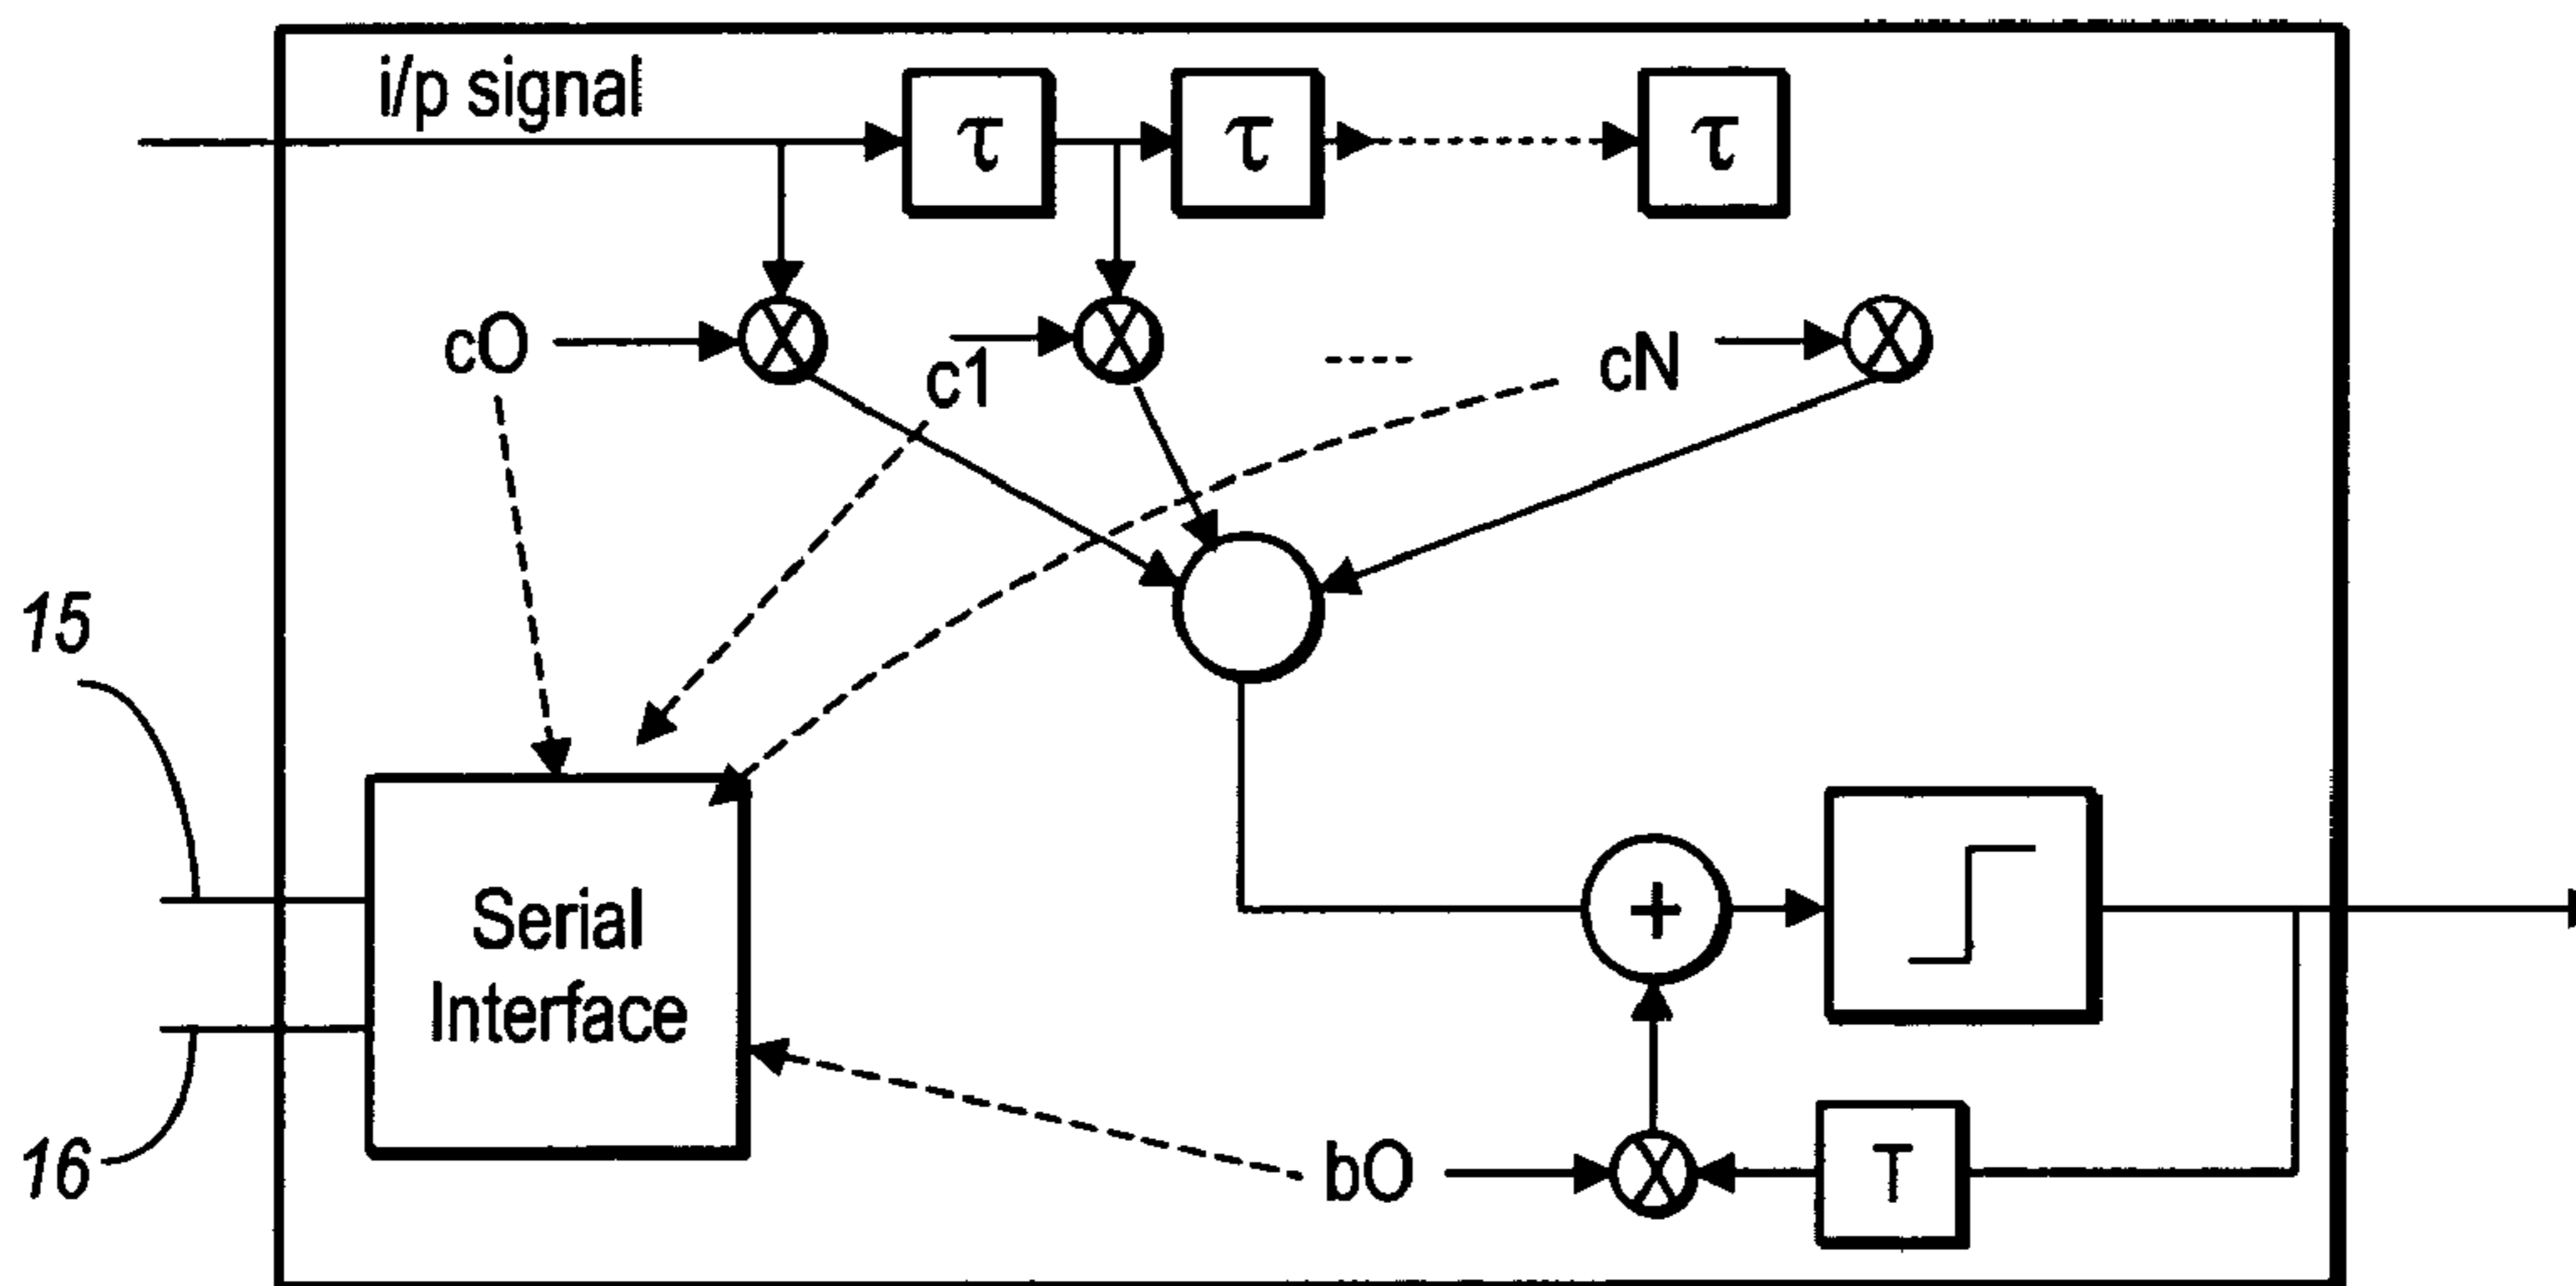 i/p signal
τ τ τ
cO c1 cN
15
Serial
Interface
+
16
bO T